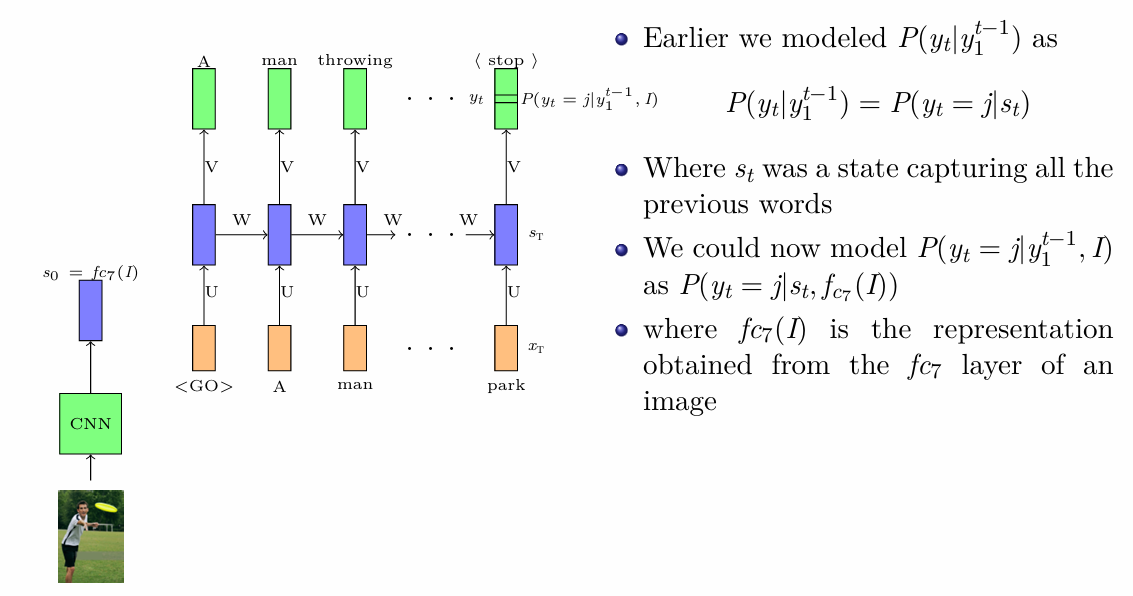 A man throwing ⟨ stop ⟩
. . . y_t P(y_t = j|y_1^{t−1}, I)
V V V V
W W W W
. . . s_T
s_0 = fc_7(I)
U U U U
. . . x_T
<GO> A man park
CNN
Earlier we modeled P(y_t|y_1^{t−1}) as
P(y_t|y_1^{t−1}) = P(y_t = j|s_t)
Where s_t was a state capturing all the
previous words
We could now model P(y_t = j|y_1^{t−1}, I)
as P(y_t = j|s_t, f_{c_7}(I))
where fc_7(I) is the representation
obtained from the fc_7 layer of an
image